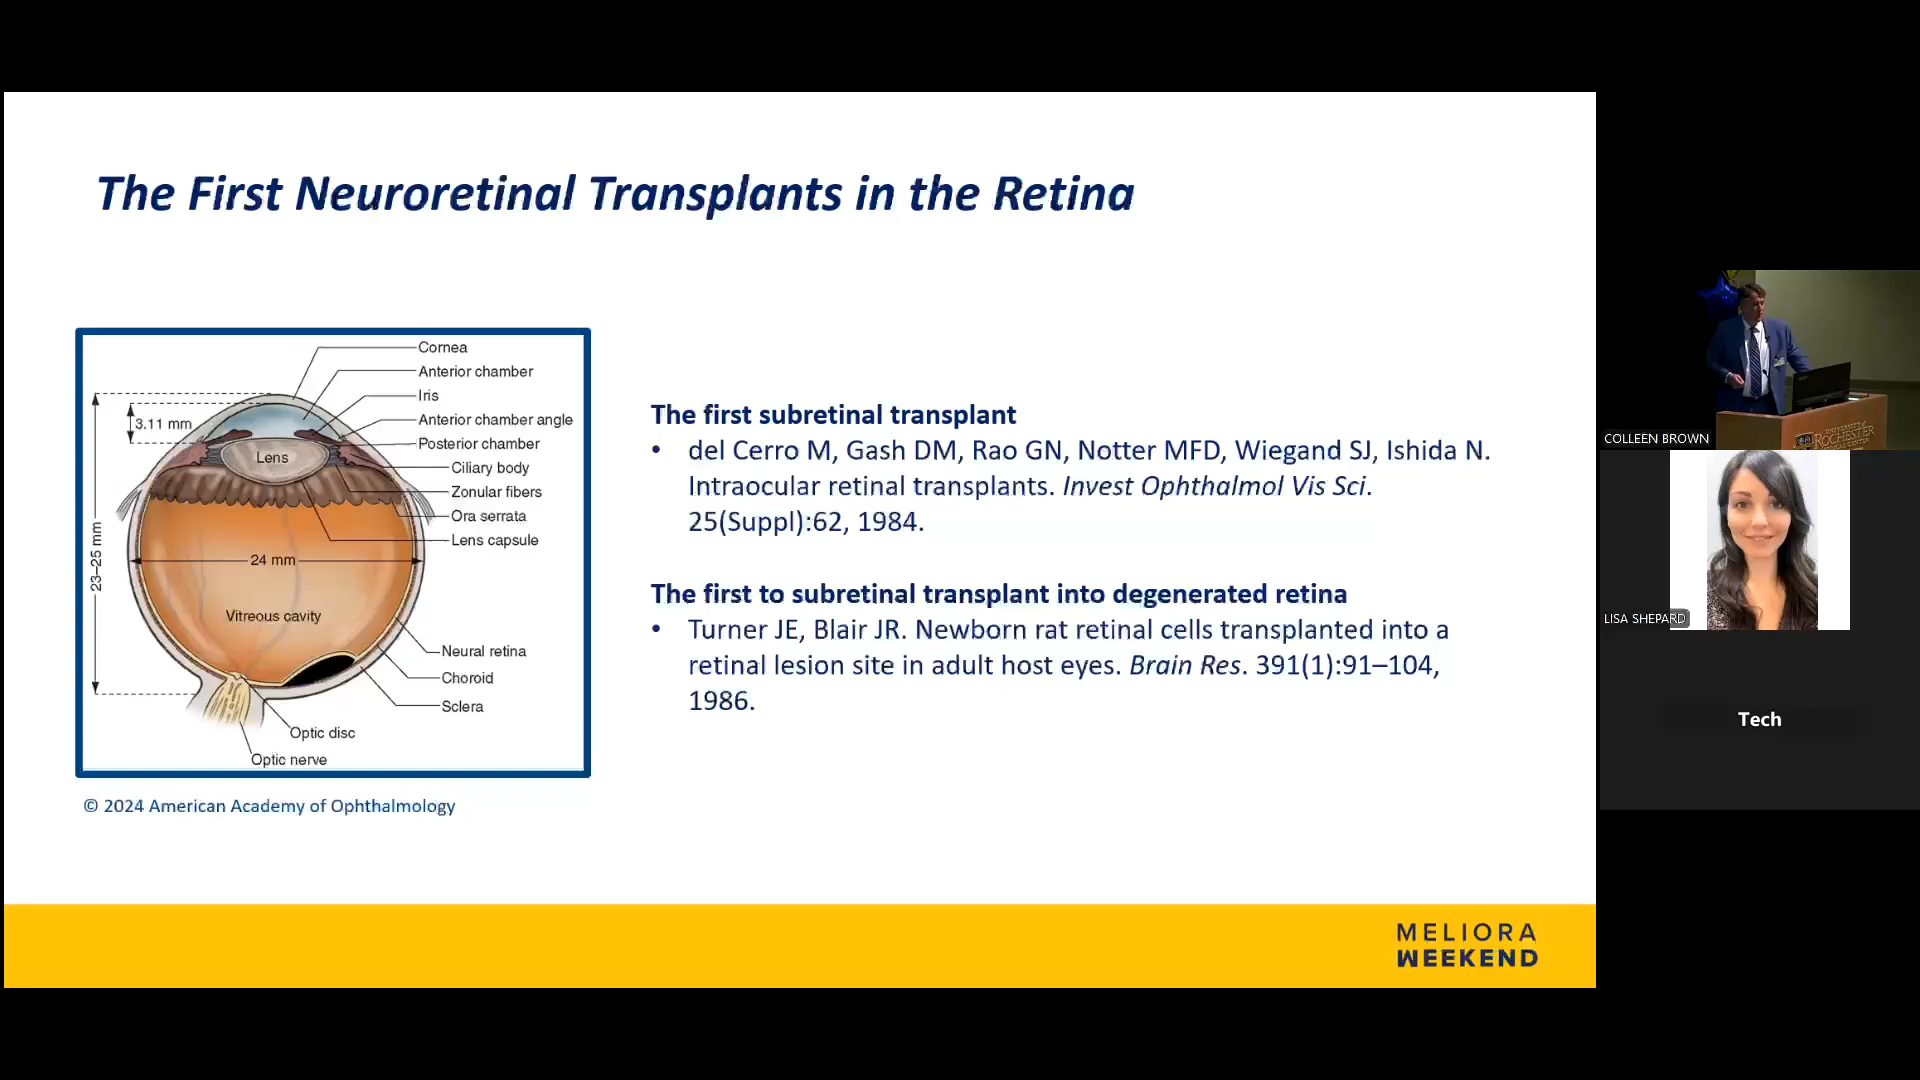 The First Neuroretinal Transplants in the Retina
Cornea
Anterior chamber
Iris
Anterior chamber angle
Posterior chamber
Ciliary body
Zonular fibers
Ora serrata
Lens capsule
3.11 mm
Lens
23–25 mm
24 mm
Vitreous cavity
Neural retina
Choroid
Sclera
Optic disc
Optic nerve
© 2024 American Academy of Ophthalmology
The first subretinal transplant
• del Cerro M, Gash DM, Rao GN, Notter MFD, Wiegand SJ, Ishida N.
Intraocular retinal transplants. Invest Ophthalmol Vis Sci.
25(Suppl):62, 1984.
The first to subretinal transplant into degenerated retina
• Turner JE, Blair JR. Newborn rat retinal cells transplanted into a
retinal lesion site in adult host eyes. Brain Res. 391(1):91–104,
1986.
MELIORA
WEEKEND
UNIVERSITY of
ROCHESTER
MEDICAL CENTER
COLLEEN BROWN
LISA SHEPARD
Tech